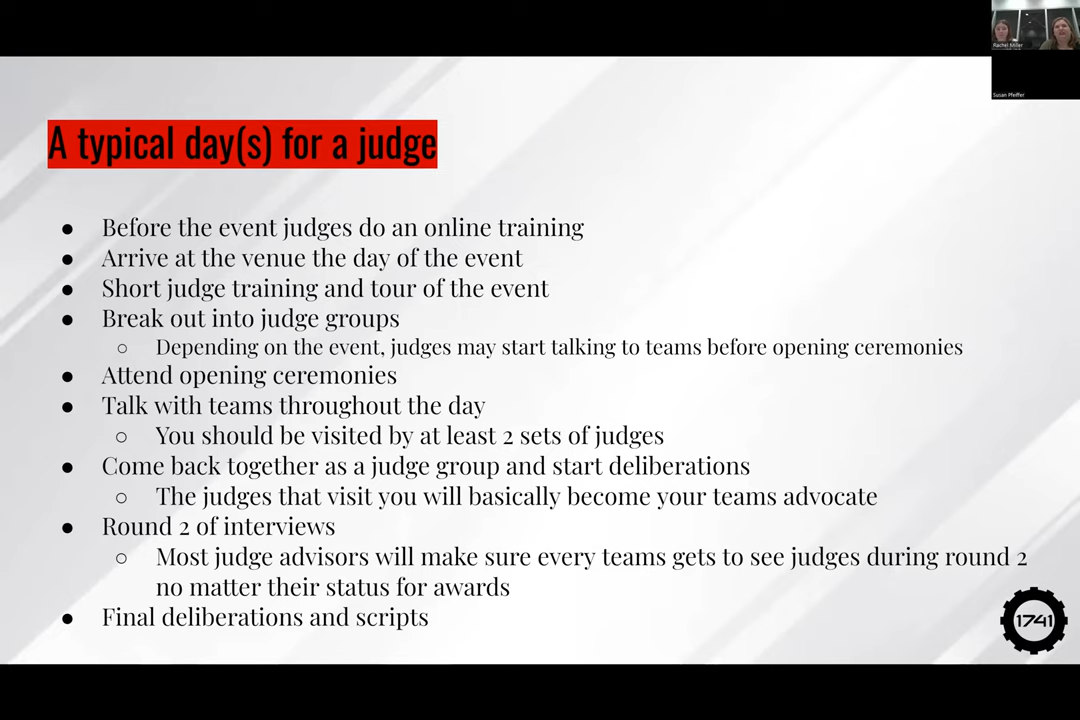 Rachel Miller
Susan Pfeiffer
A typical day(s) for a judge
● Before the event judges do an online training
● Arrive at the venue the day of the event
● Short judge training and tour of the event
● Break out into judge groups
○ Depending on the event, judges may start talking to teams before opening ceremonies
● Attend opening ceremonies
● Talk with teams throughout the day
○ You should be visited by at least 2 sets of judges
● Come back together as a judge group and start deliberations
○ The judges that visit you will basically become your teams advocate
● Round 2 of interviews
○ Most judge advisors will make sure every teams gets to see judges during round 2
no matter their status for awards
● Final deliberations and scripts
1741